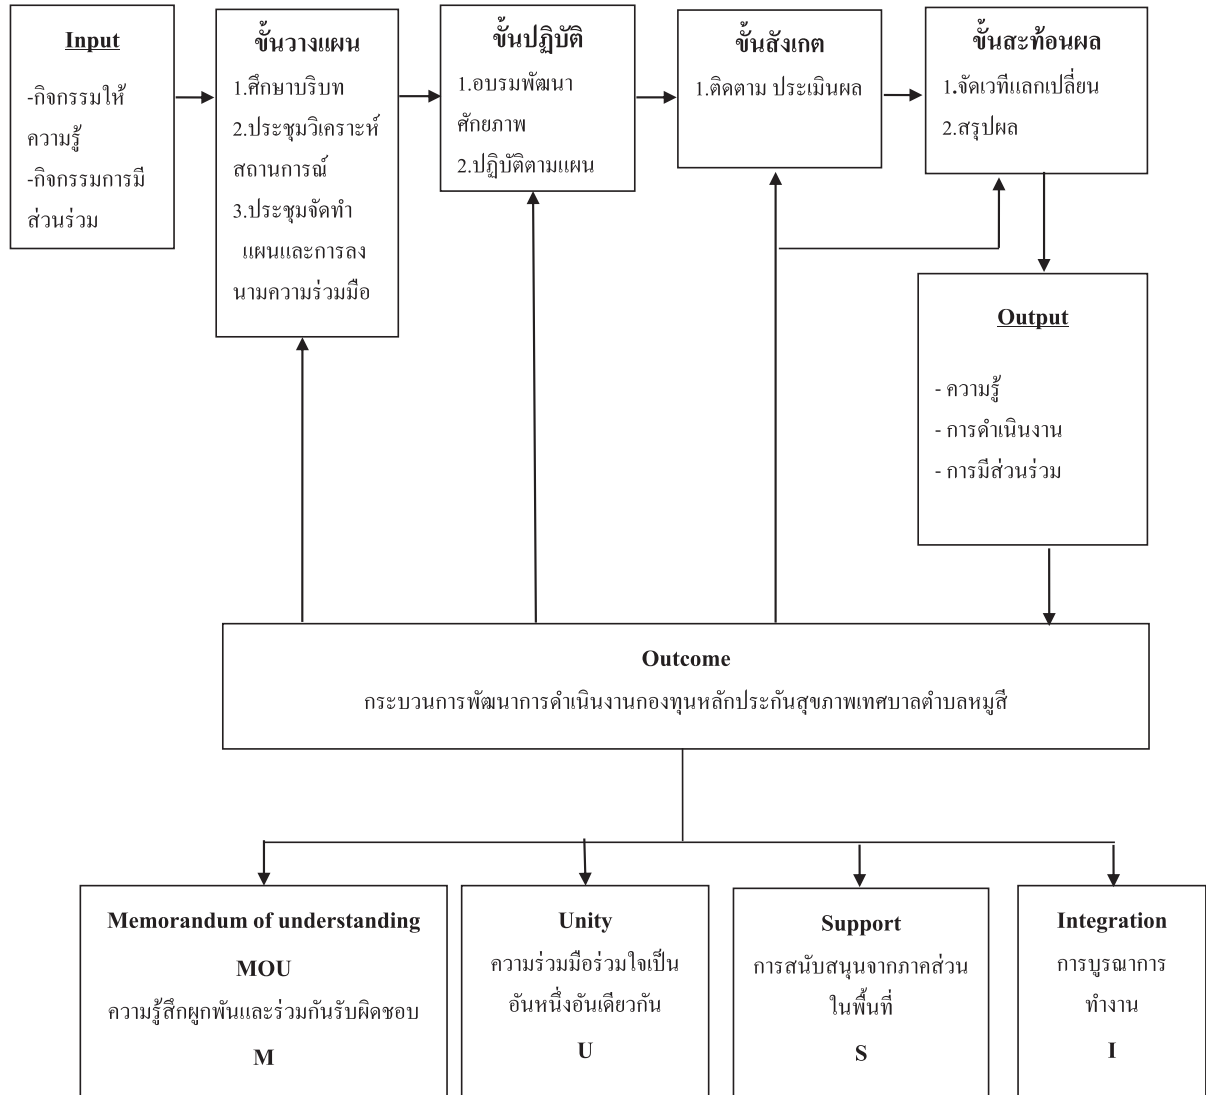 Input
-กิจกรรมให้
ความรู้
-กิจกรรมการมี
ส่วนร่วม
ขั้นวางแผน
1.ศึกษาบริบท
2.ประชุมวิเคราะห์
สถานการณ์
3.ประชุมจัดทำ
แผนและการลง
นามความร่วมมือ
ขั้นปฏิบัติ
1.อบรมพัฒนา
ศักยภาพ
2.ปฏิบัติตามแผน
ขั้นสังเกต
1.ติดตาม ประเมินผล
ขั้นสะท้อนผล
1.จัดเวทีแลกเปลี่ยน
2.สรุปผล
Output
- ความรู้
- การดำเนินงาน
- การมีส่วนร่วม
Outcome
กระบวนการพัฒนาการดำเนินงานกองทุนหลักประกันสุขภาพเทศบาลตำบลหมูสี
Memorandum of understanding
MOU
ความรู้สึกผูกพันและร่วมกันรับผิดชอบ
M
Unity
ความร่วมมือร่วมใจเป็น
อันหนึ่งอันเดียวกัน
U
Support
การสนับสนุนจากภาคส่วน
ในพื้นที่
S
Integration
การบูรณาการ
ทำงาน
I